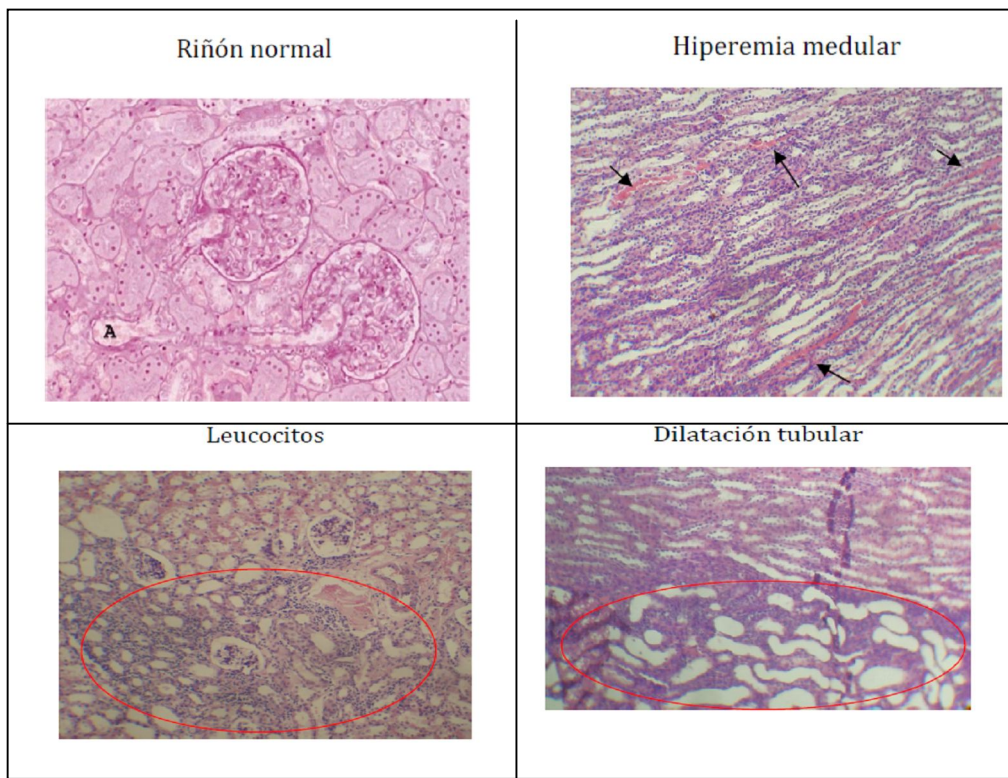 Riñón normal
Hiperemia medular
A
Leucocitos
Dilatación tubular